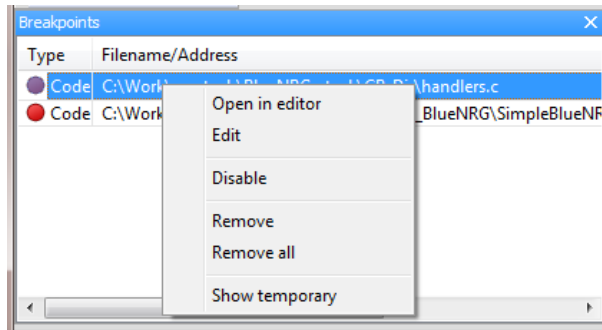 Breakpoints
Type Filename/Address
Code C:\Work \handlers.c
Code C:\Work _BlueNRG\SimpleBlueNR
Open in editor
Edit
Disable
Remove
Remove all
Show temporary